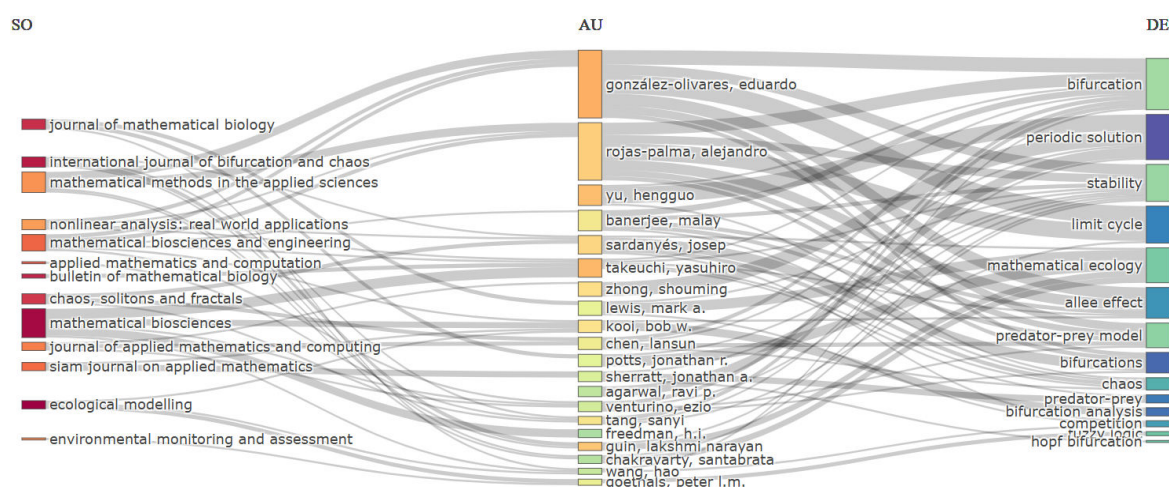 SO
AU
DE
journal of mathematical biology
international journal of bifurcation and chaos
mathematical methods in the applied sciences
nonlinear analysis: real world applications
mathematical biosciences and engineering
applied mathematics and computation
bulletin of mathematical biology
chaos, solitons and fractals
mathematical biosciences
journal of applied mathematics and computing
siam journal on applied mathematics
ecological modelling
environmental monitoring and assessment
gonzález-olivares, eduardo
rojas-palma, alejandro
yu, hengguo
banerjee, malay
sardanyés, josep
takeuchi, yasuhiro
zhong, shouming
lewis, mark a.
kooi, bob w.
chen, lansun
potts, jonathan r.
sherratt, jonathan a.
agarwal, ravi p.
venturino, ezio
tang, sanyi
freedman, h.i.
guin, lakshmi narayan
chakravarty, santabrata
wang, hao
goethals, peter l.m.
bifurcation
periodic solution
stability
limit cycle
mathematical ecology
allee effect
predator-prey model
bifurcations
chaos
predator-prey
bifurcation analysis
competition
fuzzy logic
hopf bifurcation